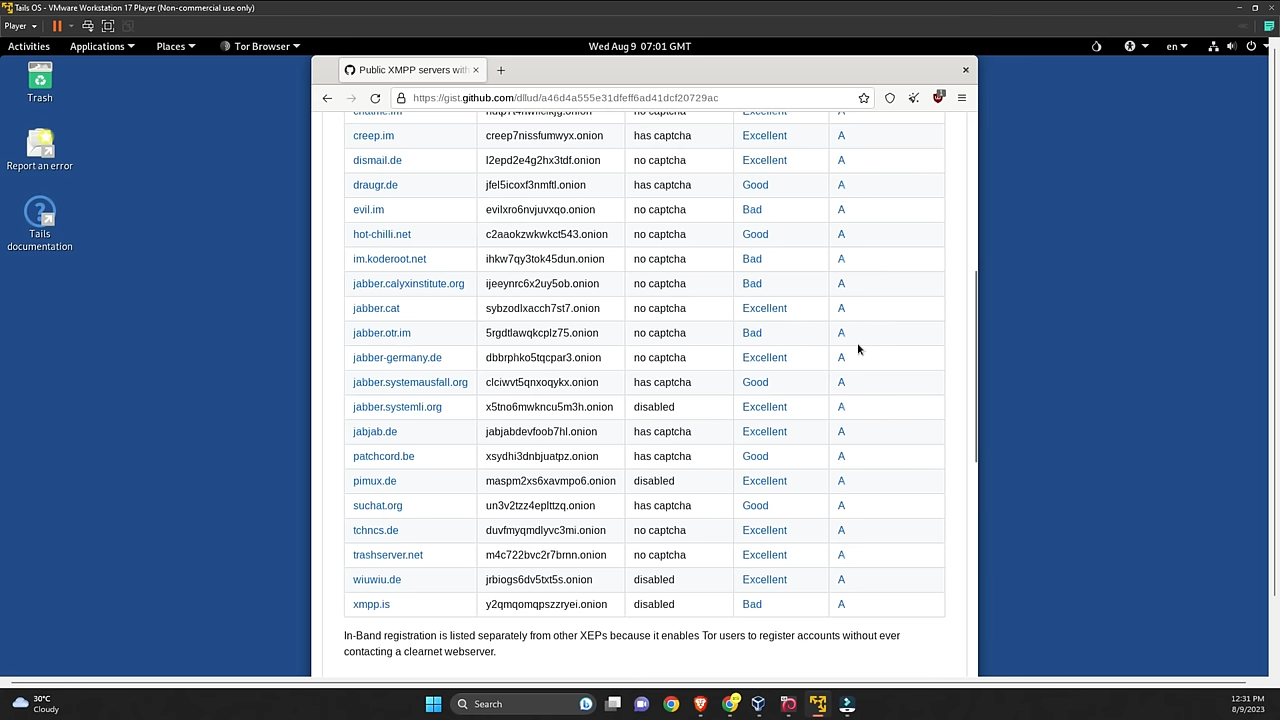 Tails OS - VMware Workstation 17 Player (Non-commercial use only)
Player
Activities Applications Places Tor Browser Wed Aug 9 07:01 GMT en
Trash
Report an error
Tails
documentation
Public XMPP servers with
https://gist.github.com/dllud/a46d4a555e31dfeff6ad41dcf20729ac
creep.im creep7nissfumwyx.onion has captcha Excellent A
dismail.de l2epd2e4g2hx3tdf.onion no captcha Excellent A
draugr.de jfel5icoxf3nmftl.onion has captcha Good A
evil.im evilxro6nvjuvxqo.onion no captcha Bad A
hot-chilli.net c2aaokzwkwkct543.onion no captcha Good A
im.koderoot.net ihkw7qy3tok45dun.onion no captcha Bad A
jabber.calyxinstitute.org ijeeynrc6x2uy5ob.onion no captcha Bad A
jabber.cat sybzodlxacch7st7.onion no captcha Excellent A
jabber.otr.im 5rgdtlawqkcplz75.onion no captcha Bad A
jabber-germany.de dbbrphko5tqcpar3.onion no captcha Excellent A
jabber.systemausfall.org clciwvt5qnxoqykx.onion has captcha Good A
jabber.systemli.org x5tno6mwkncu5m3h.onion disabled Excellent A
jabjab.de jabjabdevfoob7hl.onion has captcha Excellent A
patchcord.be xsydhi3dnbjuatpz.onion has captcha Good A
pimux.de maspm2xs6xavmpo6.onion disabled Excellent A
suchat.org un3v2tzz4eplttzq.onion has captcha Good A
tchncs.de duvfmyqmdlyvc3mi.onion no captcha Excellent A
trashserver.net m4c722bvc2r7brnn.onion no captcha Excellent A
wiuwiu.de jrbiogs6dv5txt5s.onion disabled Excellent A
xmpp.is y2qmqomqpszzryei.onion disabled Bad A
In-Band registration is listed separately from other XEPs because it enables Tor users to register accounts without ever
contacting a clearnet webserver.
30°C
Cloudy
Search
12:31 PM
8/9/2023